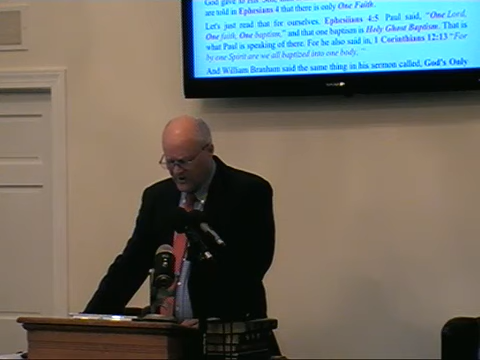 God gave to His Son, 
are told in Ephesians 4 that there is only One Faith.
Let's just read that for ourselves. Ephesians 4:5 Paul said, "One Lord,
One faith, One baptism," and that one baptism is Holy Ghost Baptism. That is
what Paul is speaking of there. For he also said in, 1 Corinthians 12:13 "For
by one Spirit are we all baptized into one body, "
And William Branham said the same thing in his sermon called, God's Only